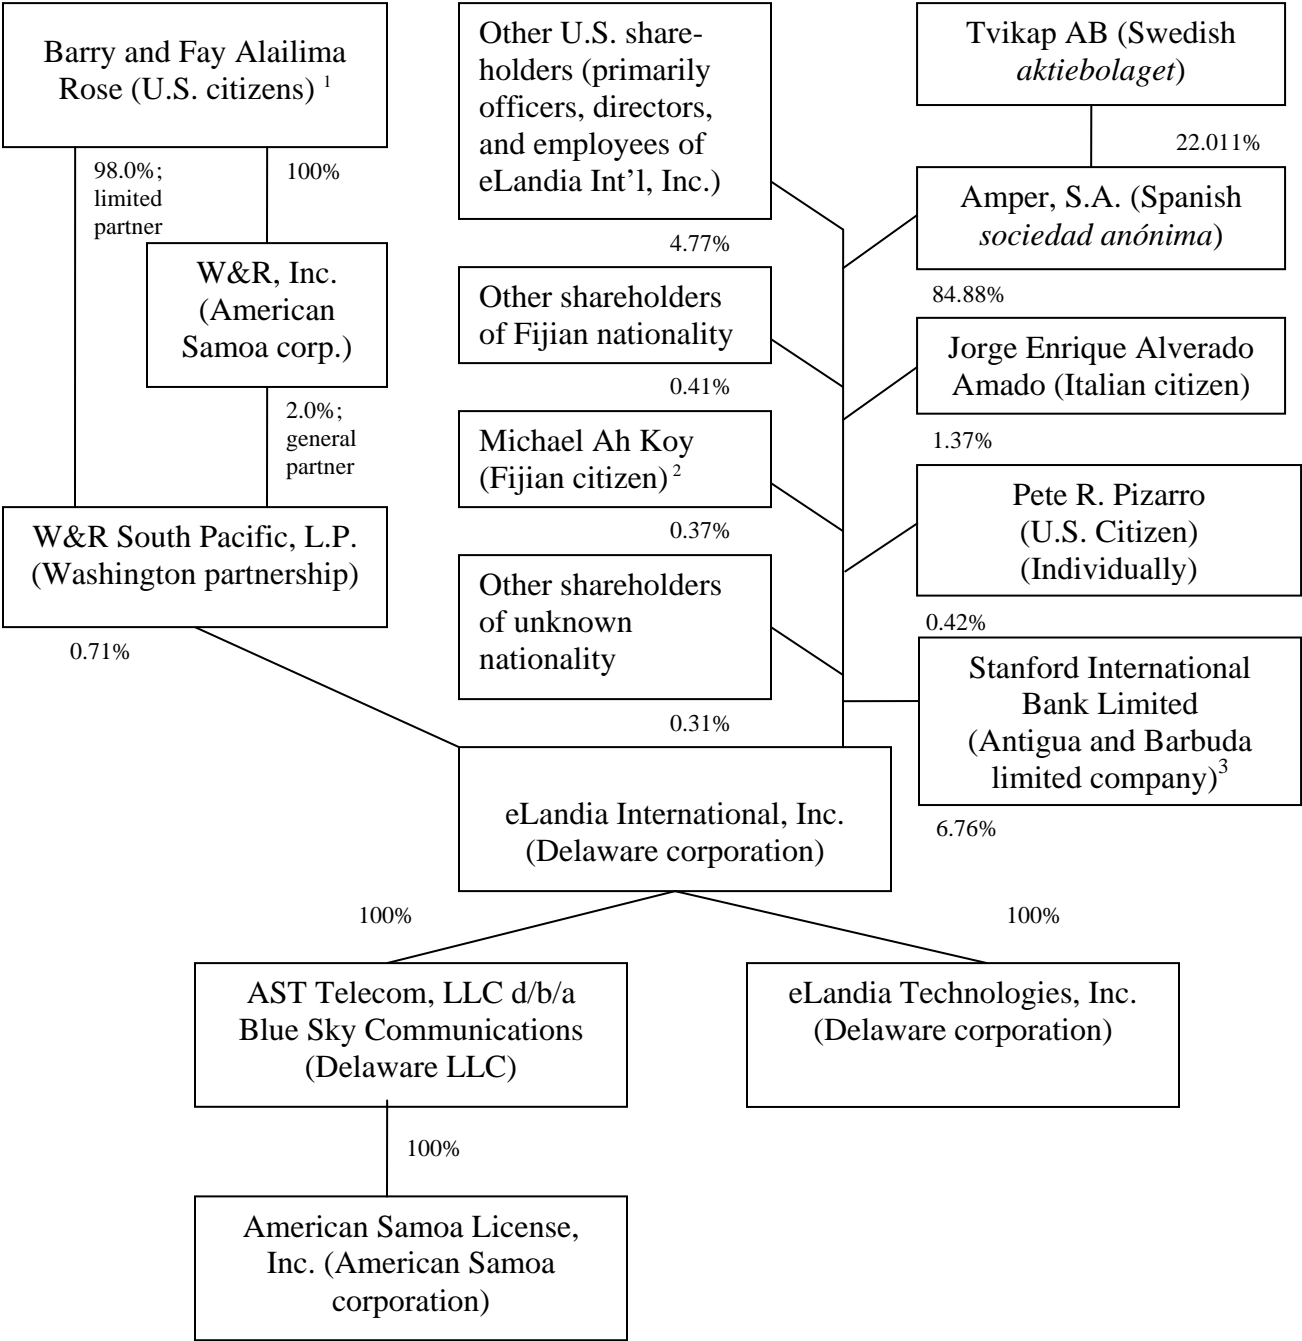 Barry and Fay Alailima
Rose (U.S. citizens) 1
98.0%;
limited
partner
100%
W&R, Inc.
(American
Samoa corp.)
2.0%;
general
partner
W&R South Pacific, L.P.
(Washington partnership)
0.71%
Other U.S. share-
holders (primarily
officers, directors,
and employees of
eLandia Int’l, Inc.)
4.77%
Other shareholders
of Fijian nationality
0.41%
Michael Ah Koy
(Fijian citizen) 2
0.37%
Other shareholders
of unknown
nationality
0.31%
Tvikap AB (Swedish
aktiebolaget)
22.011%
Amper, S.A. (Spanish
sociedad anónima)
84.88%
Jorge Enrique Alverado
Amado (Italian citizen)
1.37%
Pete R. Pizarro
(U.S. Citizen)
(Individually)
0.42%
Stanford International
Bank Limited
(Antigua and Barbuda
limited company)3
6.76%
eLandia International, Inc.
(Delaware corporation)
100%
100%
AST Telecom, LLC d/b/a
Blue Sky Communications
(Delaware LLC)
eLandia Technologies, Inc.
(Delaware corporation)
100%
American Samoa License,
Inc. (American Samoa
corporation)